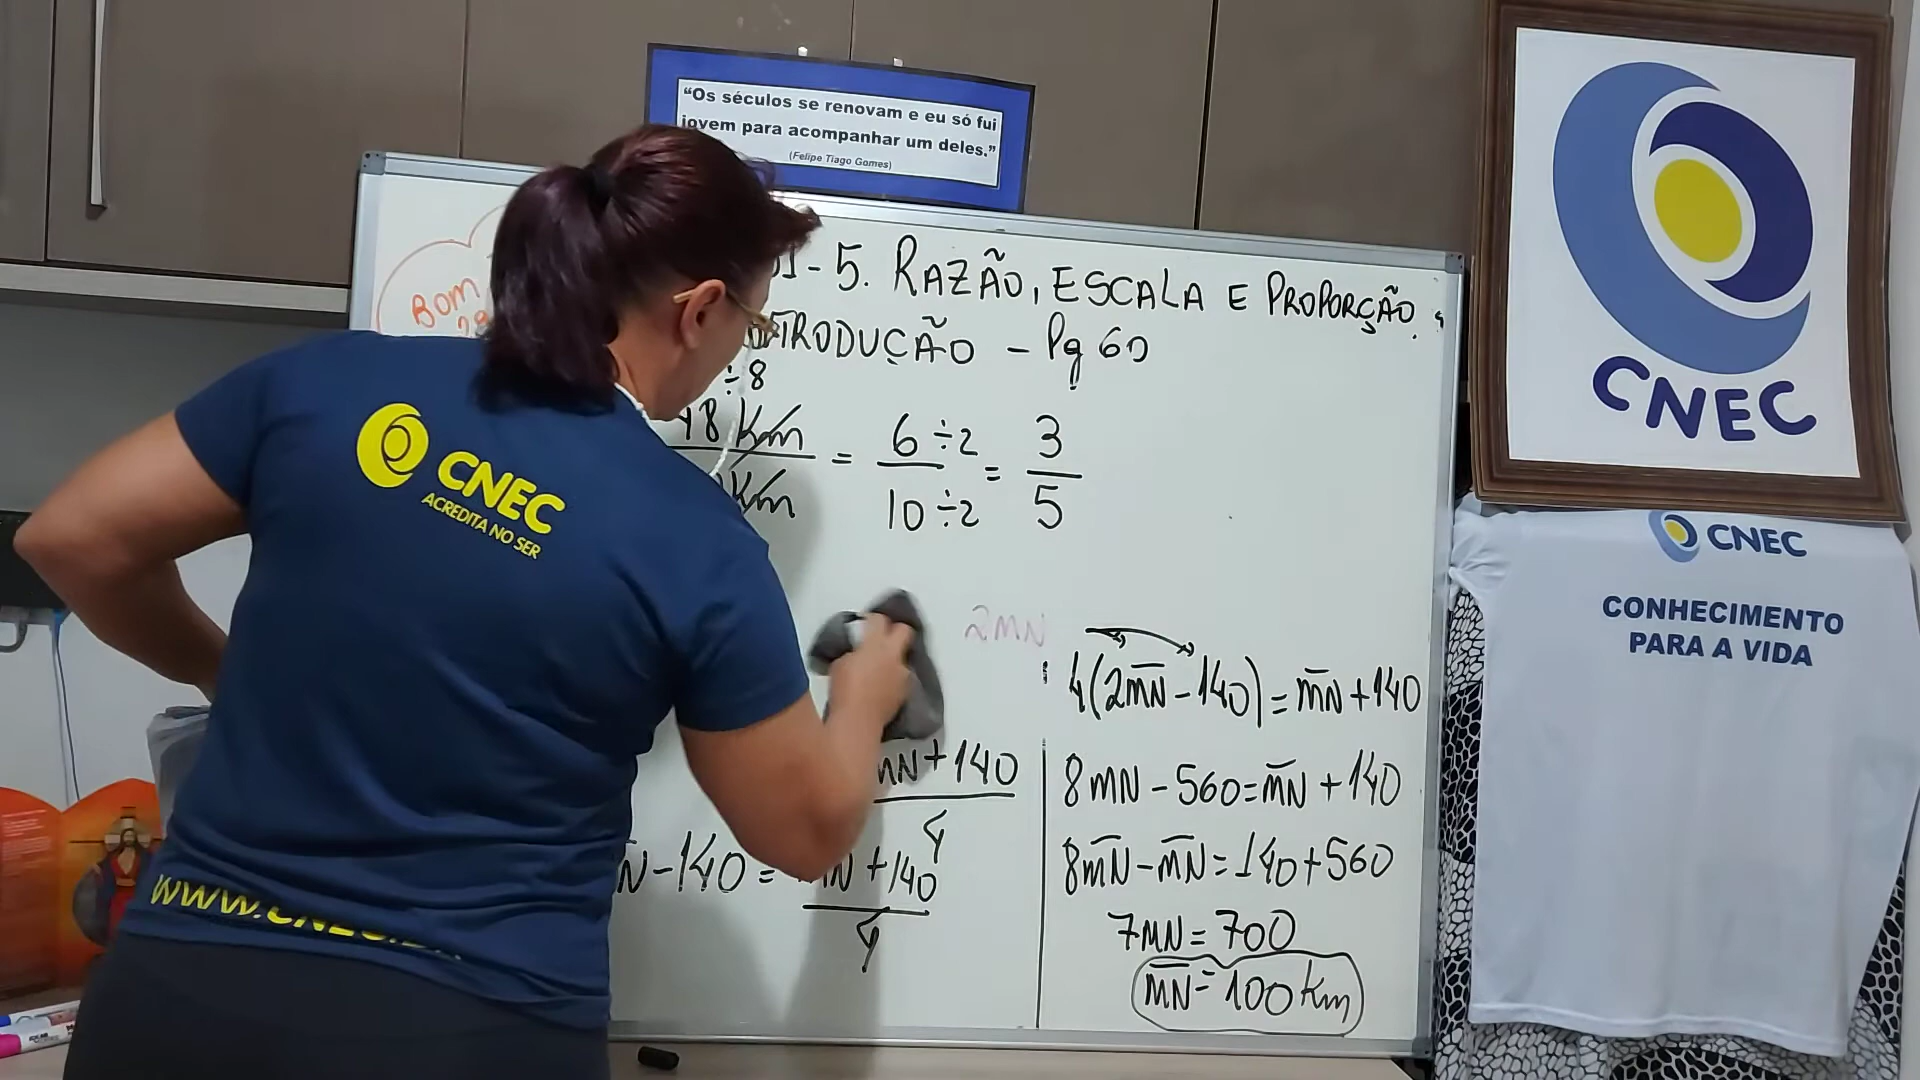 “Os séculos se renovam e eu só fui
jovem para acompanhar um deles.”
(Felipe Tiago Gomes)
CNEC
BOM
- 5. RAZÃO, ESCALA E PROPORÇÃO.
TRODUÇÃO - Pg 60
÷8
48 Km = 6 ÷2 = 3
Km 10 ÷2 5
2MN
4(2MN - 140) = MN + 140
MN + 140
4
8MN - 560 = MN + 140
N - 140 = MN + 140
4
8MN - MN = 140 + 560
7MN = 700
MN = 100 Km
CNEC
ACREDITA NO SER
www.
CNEC
CONHECIMENTO
PARA A VIDA